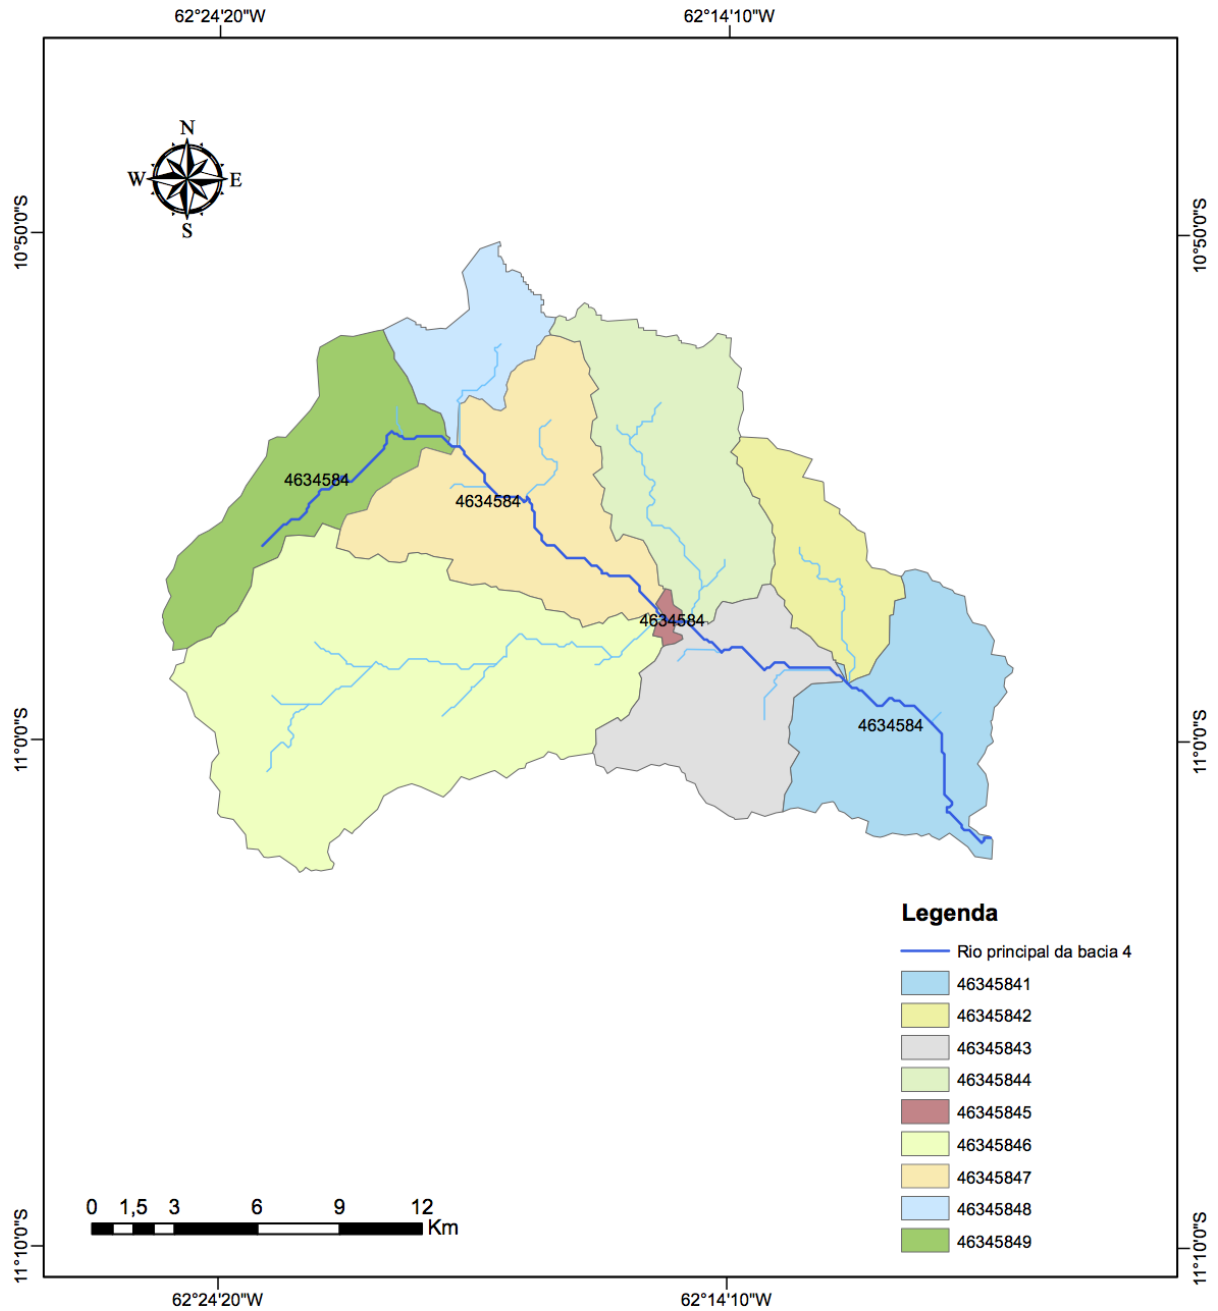 62°24'20"W 62°14'10"W
N
W E
S
10°50'0"S 10°50'0"S
4634584
4634584
4634584
4634584
11°0'0"S 11°0'0"S
Legenda
Rio principal da bacia 4
46345841
46345842
46345843
46345844
46345845
46345846
46345847
46345848
46345849
0 1,5 3 6 9 12
Km
11°10'0"S 11°10'0"S
62°24'20"W 62°14'10"W